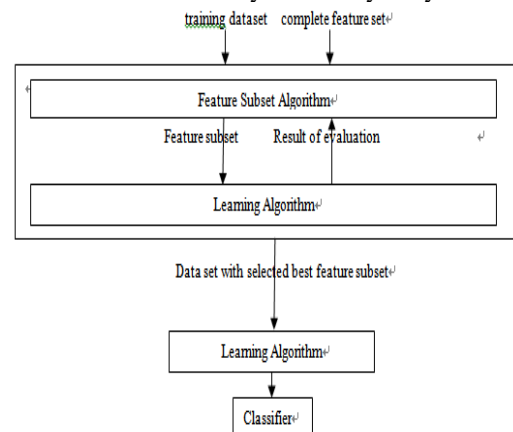 training dataset complete feature set↵
↵
Feature Subset Algorithm↵
Feature subset Result of evaluation ↵
Learning Algorithm↵
Data set with selected best feature subset↵
Learning Algorithm↵
Classifier↵